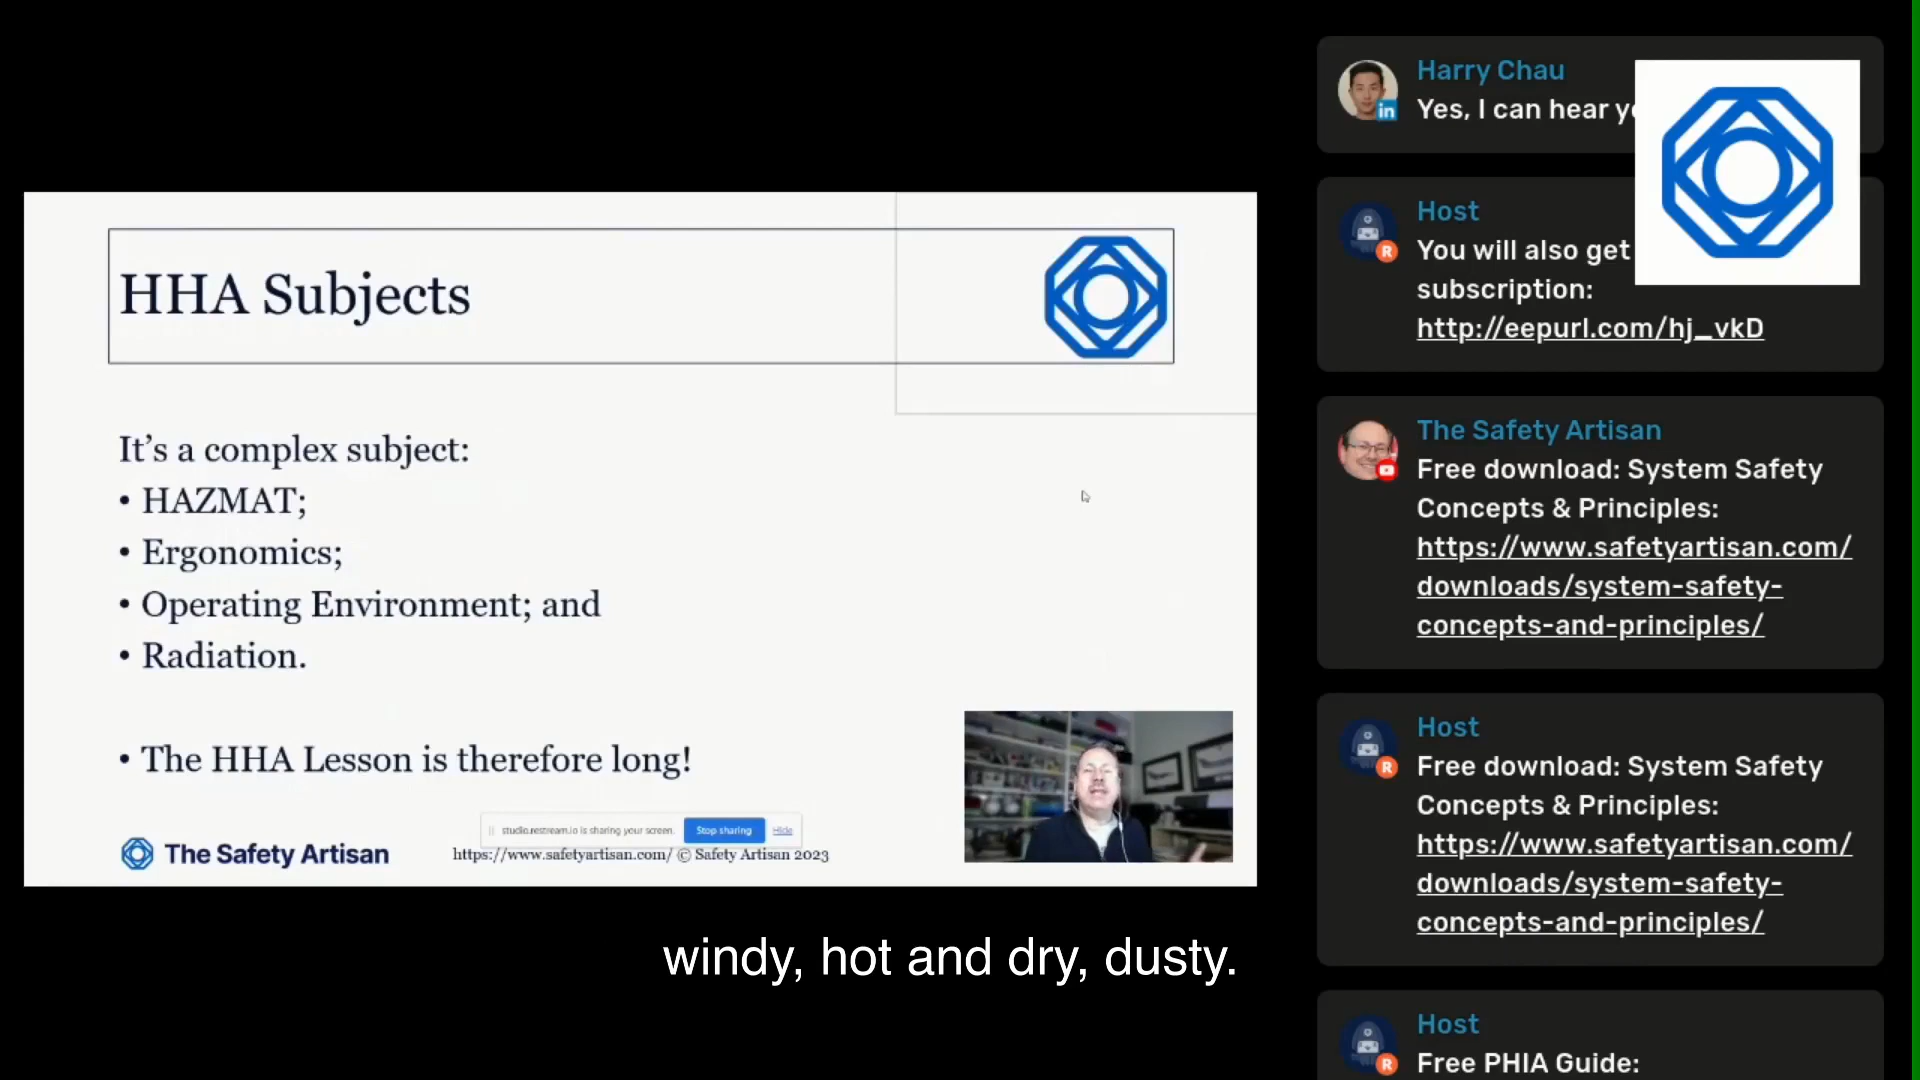 HHA Subjects
It's a complex subject:
• HAZMAT;
• Ergonomics;
• Operating Environment; and
• Radiation.
• The HHA Lesson is therefore long!
studio.restream.io is sharing your screen.
Stop sharing
Hide
The Safety Artisan
https://www.safetyartisan.com/ © Safety Artisan 2023
windy, hot and dry, dusty.
Harry Chau
in
Yes, I can hear
Host
R
You will also get
subscription:
http://eepurl.com/hj_vkD
The Safety Artisan
Free download: System Safety
Concepts & Principles:
https://www.safetyartisan.com/
downloads/system-safety-
concepts-and-principles/
Host
R
Free download: System Safety
Concepts & Principles:
https://www.safetyartisan.com/
downloads/system-safety-
concepts-and-principles/
Host
R
Free PHIA Guide: